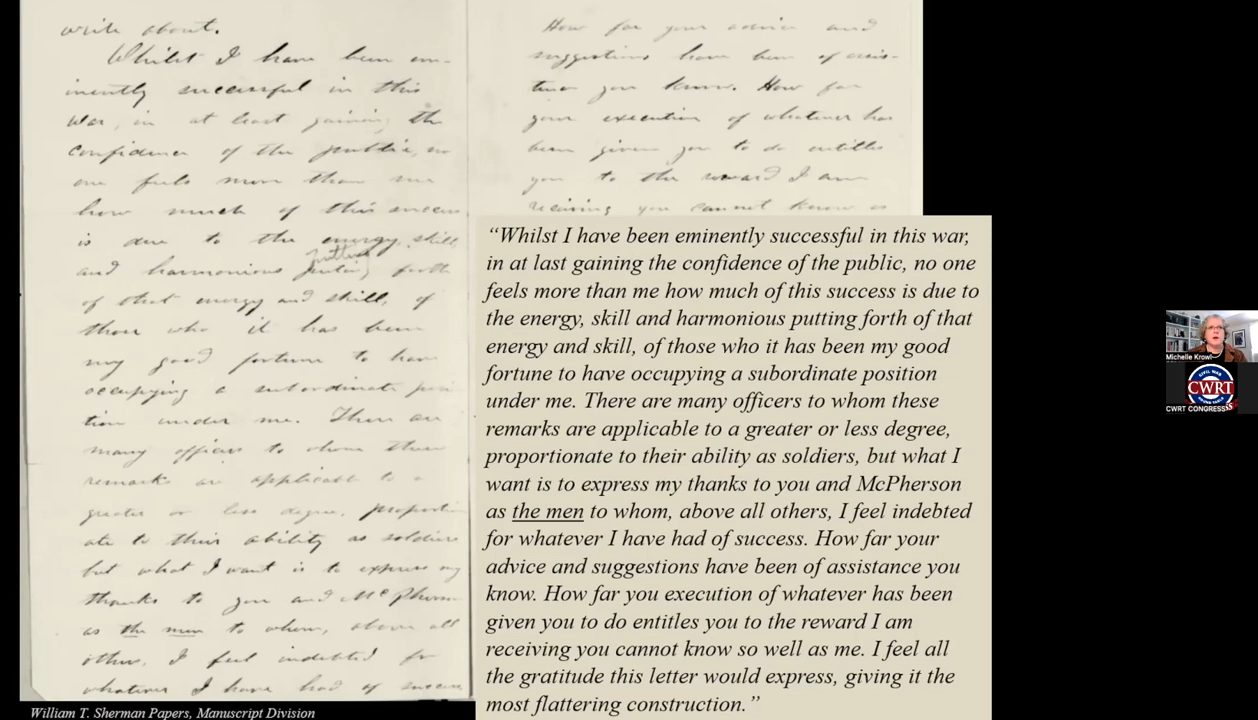 write about.
Whilst I have been em-
inently successful in this
war, in at least gaining the
confidence of the public, no
one feels more than me
how much of this success
is due to the energy, skill,
and harmonious puting putting forth
of that energy and skill, of
those who it has been
my good fortune to have
occupying a subordinate posi
tion under me. There are
many officers to whom these
remarks are applicable to a
greater or less degree, proportion
ate to their ability as soldiers
but what I want is to express my
thanks to you and McPherson
as the men to whom, above all
others, I feel indebted for
whatever I have had of success
How far your advice and
suggestions have been of assis-
tance you know. How far
your execution of whatever has
been given you to do entitles
you to the reward I am
receiving you cannot know as
“Whilst I have been eminently successful in this war,
in at last gaining the confidence of the public, no one
feels more than me how much of this success is due to
the energy, skill and harmonious putting forth of that
energy and skill, of those who it has been my good
fortune to have occupying a subordinate position
under me. There are many officers to whom these
remarks are applicable to a greater or less degree,
proportionate to their ability as soldiers, but what I
want is to express my thanks to you and McPherson
as the men to whom, above all others, I feel indebted
for whatever I have had of success. How far your
advice and suggestions have been of assistance you
know. How far you execution of whatever has been
given you to do entitles you to the reward I am
receiving you cannot know so well as me. I feel all
the gratitude this letter would express, giving it the
most flattering construction.”
William T. Sherman Papers, Manuscript Division
Michelle Krowl
CIVIL WAR
CWRT
CWRT CONGRESS